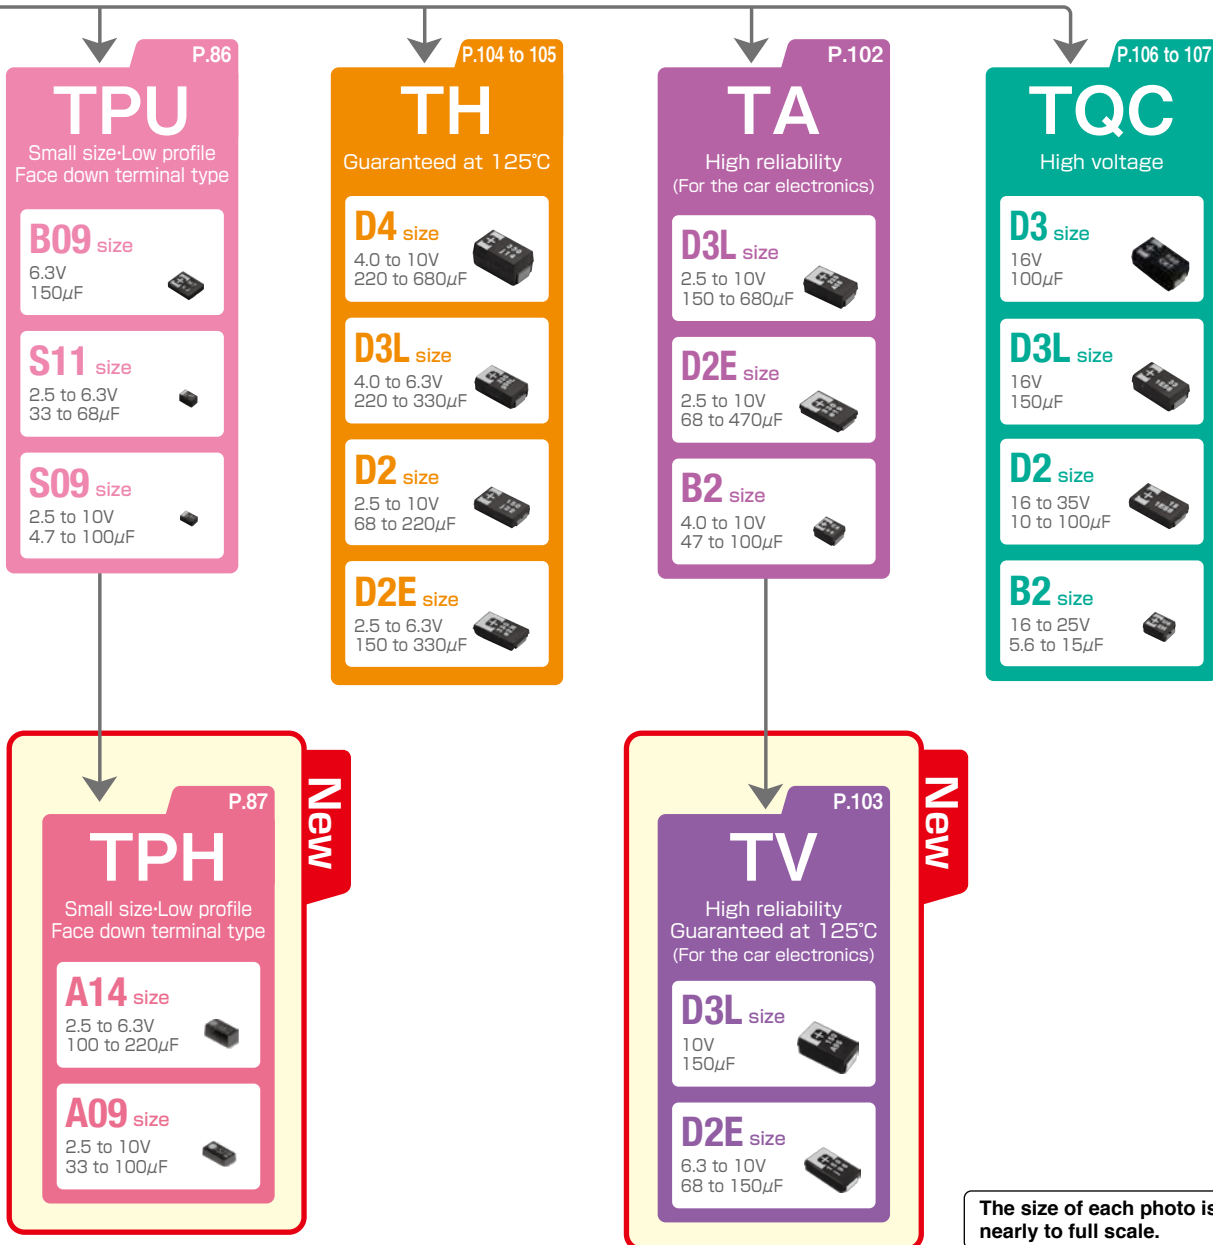 P.86
TPU
Small size·Low profile
Face down terminal type
B09 size
6.3V
150μF
S11 size
2.5 to 6.3V
33 to 68μF
S09 size
2.5 to 10V
4.7 to 100μF
P.104 to 105
TH
Guaranteed at 125°C
D4 size
4.0 to 10V
220 to 680μF
D3L size
4.0 to 6.3V
220 to 330μF
D2 size
2.5 to 10V
68 to 220μF
D2E size
2.5 to 6.3V
150 to 330μF
P.102
TA
High reliability
(For the car electronics)
D3L size
2.5 to 10V
150 to 680μF
D2E size
2.5 to 10V
68 to 470μF
B2 size
4.0 to 10V
47 to 100μF
P.106 to 107
TQC
High voltage
D3 size
16V
100μF
D3L size
16V
150μF
D2 size
16 to 35V
10 to 100μF
B2 size
16 to 25V
5.6 to 15μF
New
P.87
TPH
Small size·Low profile
Face down terminal type
A14 size
2.5 to 6.3V
100 to 220μF
A09 size
2.5 to 10V
33 to 100μF
New
P.103
TV
High reliability
Guaranteed at 125°C
(For the car electronics)
D3L size
10V
150μF
D2E size
6.3 to 10V
68 to 150μF
The size of each photo is
nearly to full scale.